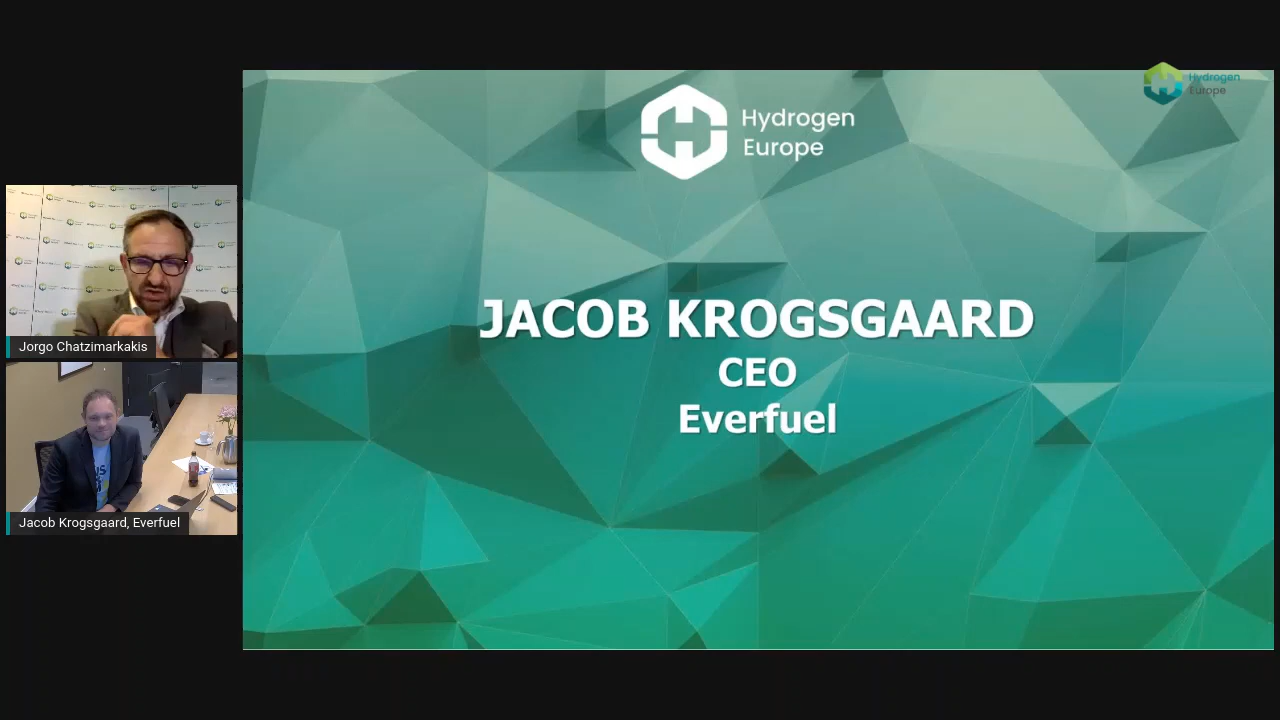 Hydrogen
Europe
Hydrogen
Europe
JACOB KROGSGAARD
CEO
Everfuel
Jorgo Chatzimarkakis
Jacob Krogsgaard, Everfuel